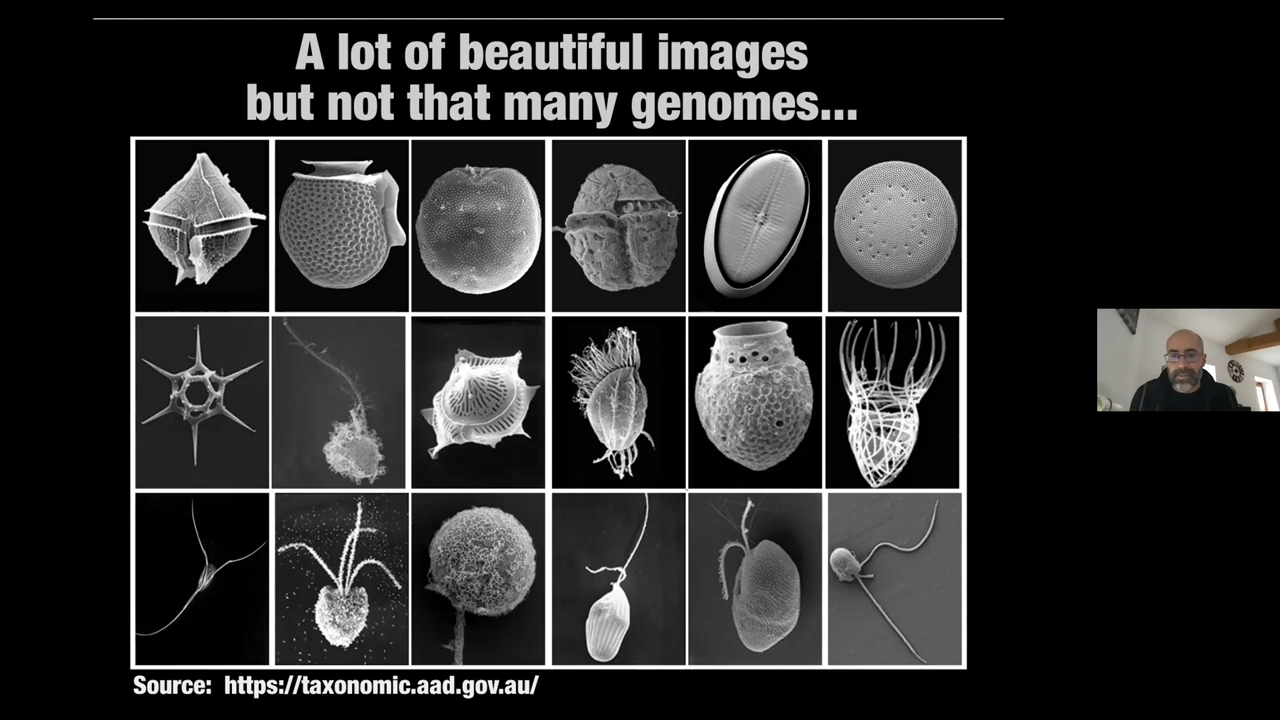 A lot of beautiful images
but not that many genomes...
Source: https://taxonomic.aad.gov.au/